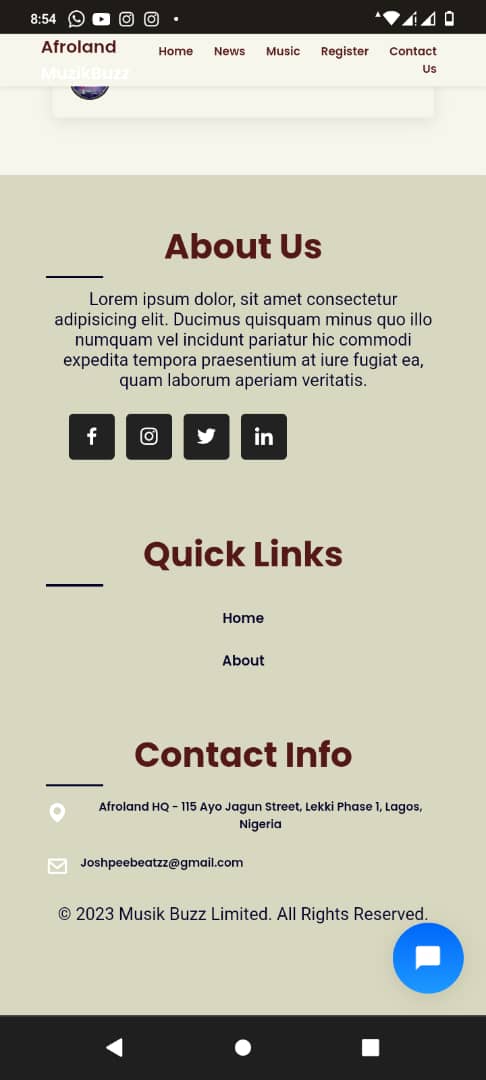 8:54
Afroland
MuzikBuzz
Home News Music Register Contact Us
About Us
Lorem ipsum dolor, sit amet consectetur
adipisicing elit. Ducimus quisquam minus quo illo
numquam vel incidunt pariatur hic commodi
expedita tempora praesentium at iure fugiat ea,
quam laborum aperiam veritatis.
Quick Links
Home
About
Contact Info
Afroland HQ - 115 Ayo Jagun Street, Lekki Phase 1, Lagos,
Nigeria
Joshpeebeatzz@gmail.com
© 2023 Musik Buzz Limited. All Rights Reserved.